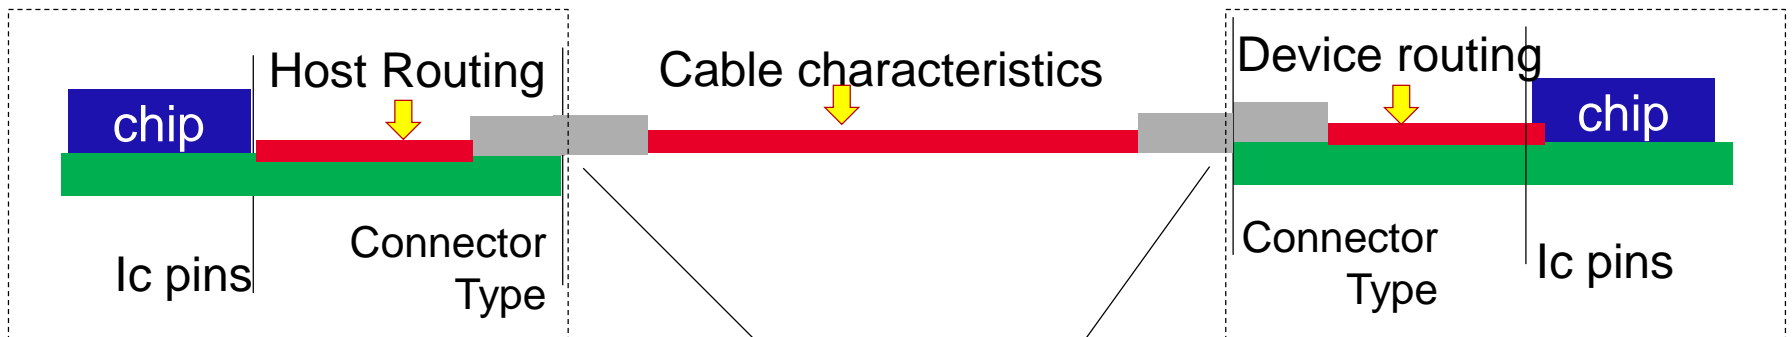 Host Routing
Cable characteristics
Device routing
chip
chip
Connector
Type
Ic pins
Connector
Type
Ic pins